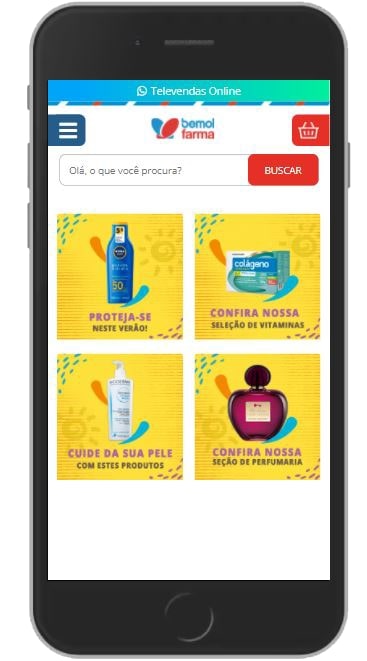 Televendas Online
bemol
farma
Olá, o que você procura?
BUSCAR
50
PROTEJA-SE
NESTE VERÃO!
colágeno
CONFIRA NOSSA
SELEÇÃO DE VITAMINAS
BIODERMA
CUIDE DA SUA PELE
COM ESTES PRODUTOS
CONFIRA NOSSA
SEÇÃO DE PERFUMARIA